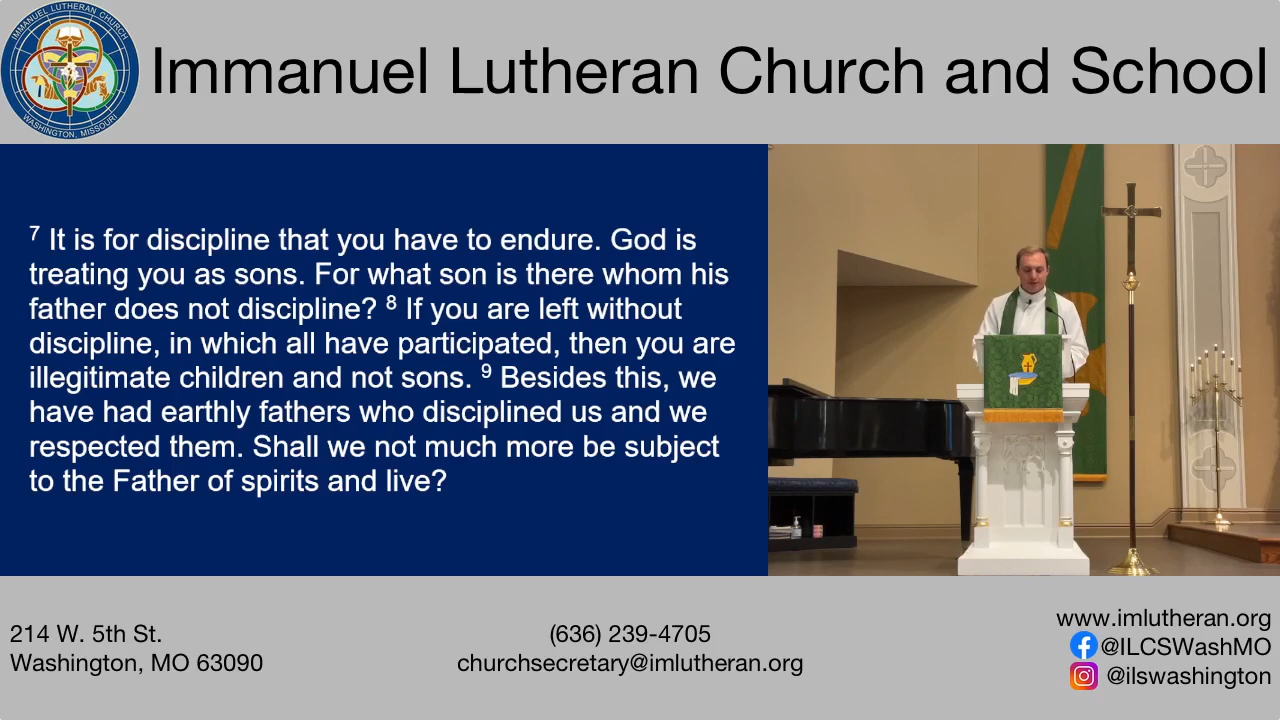 IMMANUEL LUTHERAN CHURCH
WASHINGTON, MISSOURI
Immanuel Lutheran Church and School
7 It is for discipline that you have to endure. God is
treating you as sons. For what son is there whom his
father does not discipline? 8 If you are left without
discipline, in which all have participated, then you are
illegitimate children and not sons. 9 Besides this, we
have had earthly fathers who disciplined us and we
respected them. Shall we not much more be subject
to the Father of spirits and live?
214 W. 5th St.
Washington, MO 63090
(636) 239-4705
churchsecretary@imlutheran.org
www.imlutheran.org
@ILCSWashMO
@ilswashington